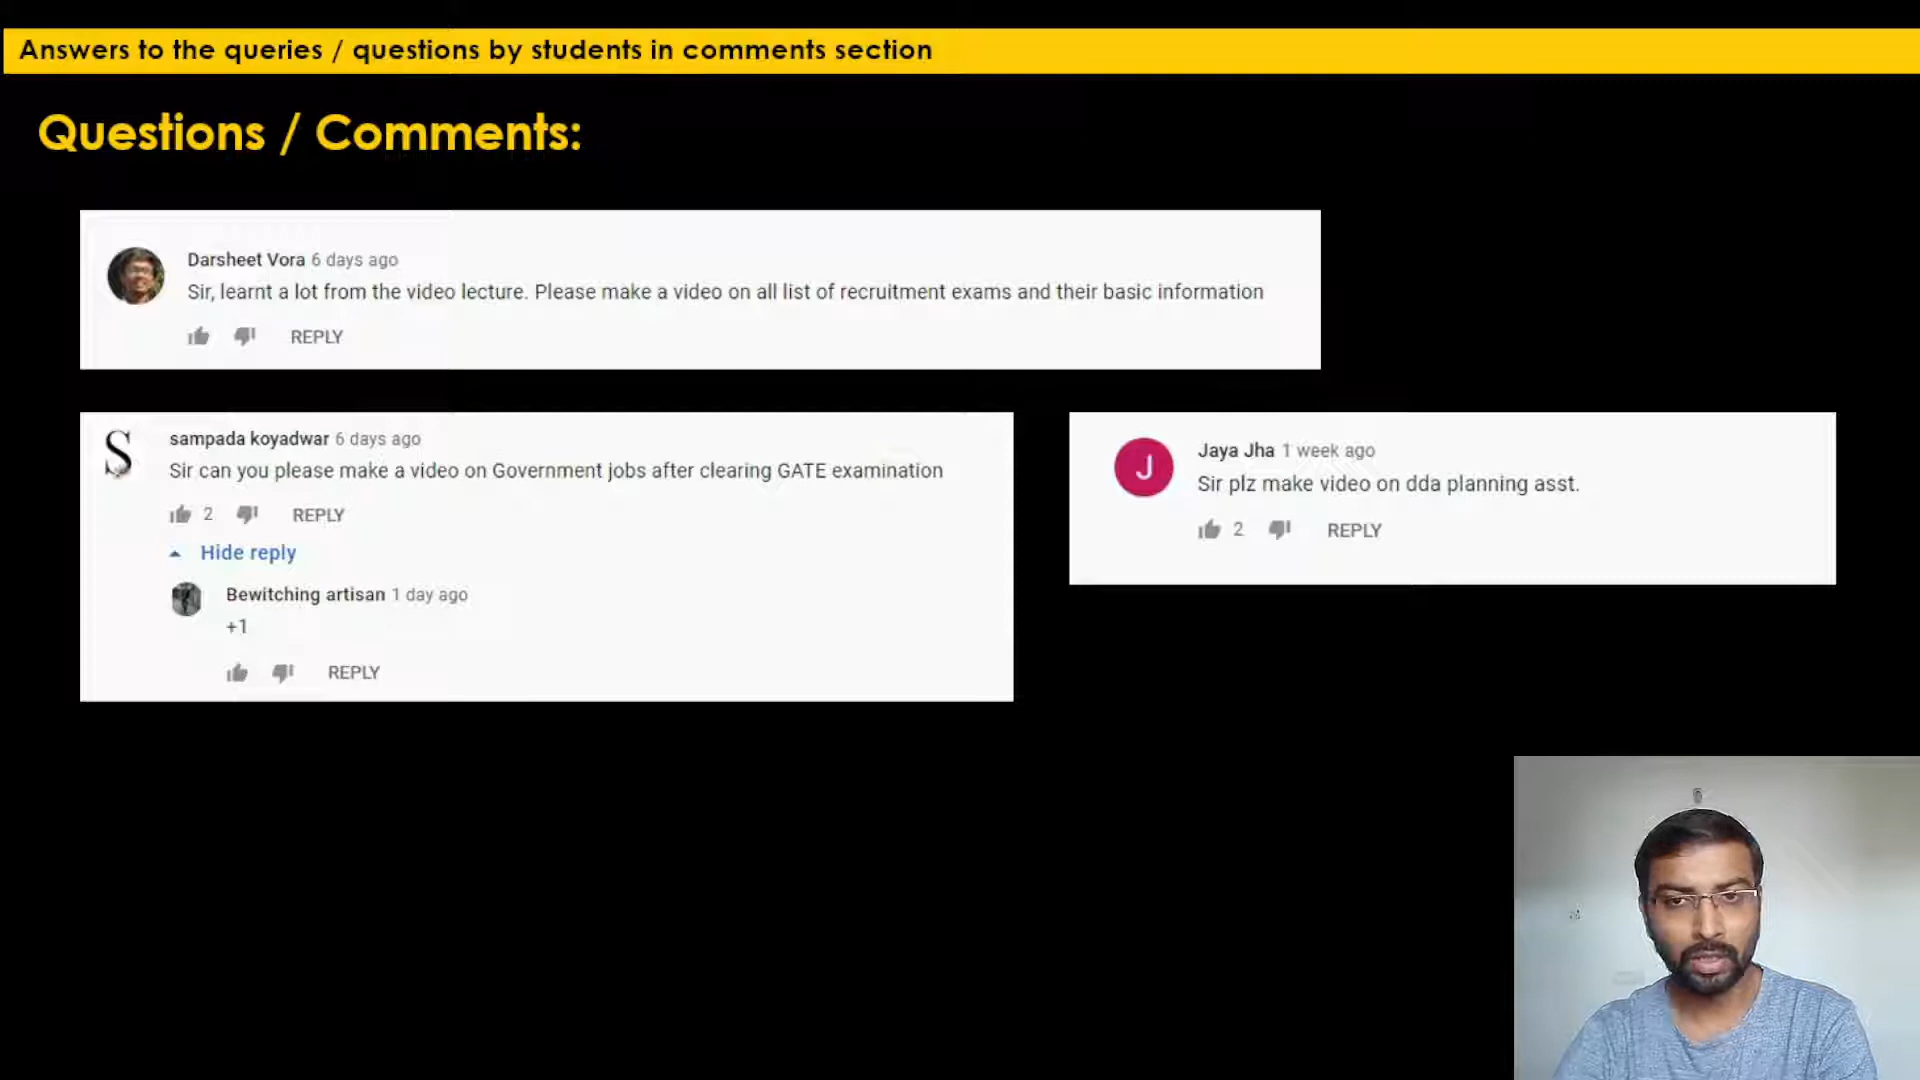 Answers to the queries / questions by students in comments section
Questions / Comments:
Darsheet Vora 6 days ago
Sir, learnt a lot from the video lecture. Please make a video on all list of recruitment exams and their basic information
REPLY
S
sampada koyadwar 6 days ago
Sir can you please make a video on Government jobs after clearing GATE examination
2 REPLY
Hide reply
Bewitching artisan 1 day ago
+1
REPLY
J
Jaya Jha 1 week ago
Sir plz make video on dda planning asst.
2 REPLY